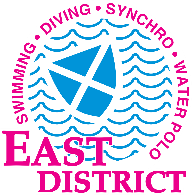 SWIMMING • DIVING • SYNCHRO • WATER POLO
EAST
DISTRICT